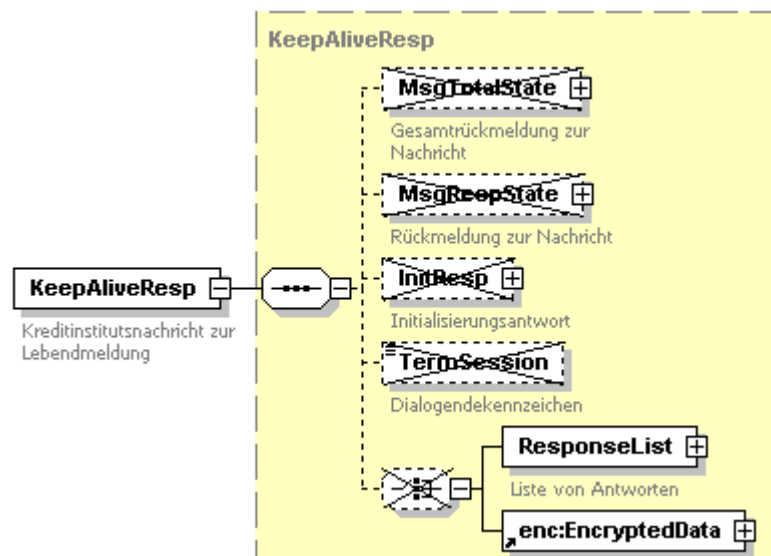 KeepAliveResp
MsgTotalState
Gesamtrückmeldung zur
Nachricht
MsgRespState
Rückmeldung zur Nachricht
InitResp
Initialisierungsantwort
KeepAliveResp
Kreditinstitutsnachricht zur
Lebendmeldung
TermSession
Dialogendekennzeichen
ResponseList
Liste von Antworten
enc:EncryptedData